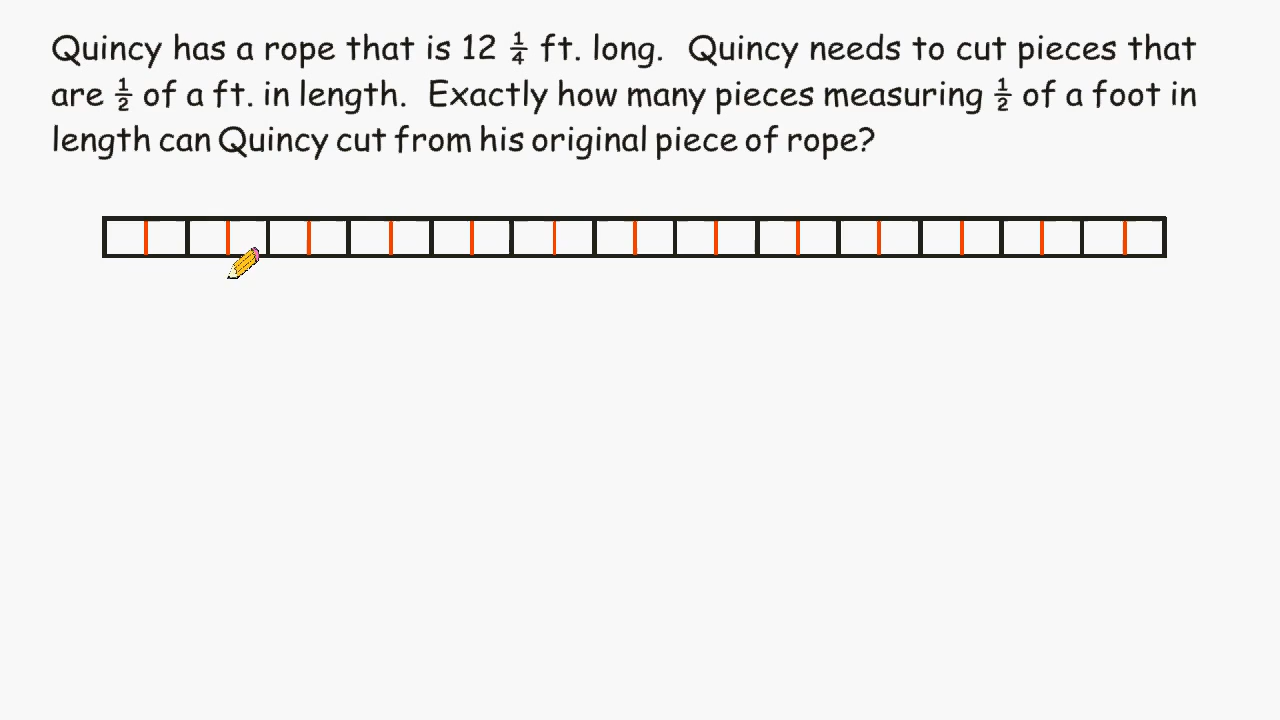 Quincy has a rope that is 12 ¼ ft. long. Quincy needs to cut pieces that
are ½ of a ft. in length. Exactly how many pieces measuring ½ of a foot in
length can Quincy cut from his original piece of rope?